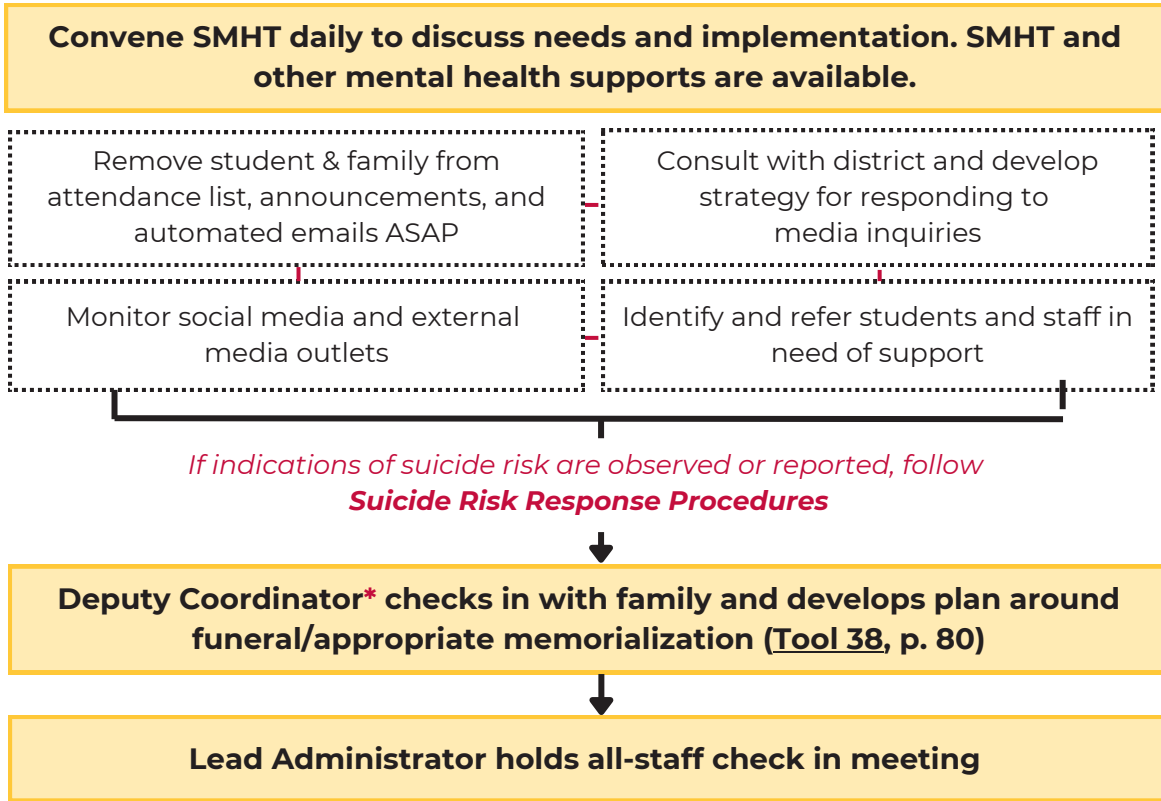 Convene SMHT daily to discuss needs and implementation. SMHT and
other mental health supports are available.
Remove student & family from
attendance list, announcements, and
automated emails ASAP
Consult with district and develop
strategy for responding to
media inquiries
Monitor social media and external
media outlets
Identify and refer students and staff in
need of support
If indications of suicide risk are observed or reported, follow
Suicide Risk Response Procedures
Deputy Coordinator* checks in with family and develops plan around
funeral/appropriate memorialization (Tool 38, p. 80)
Lead Administrator holds all-staff check in meeting